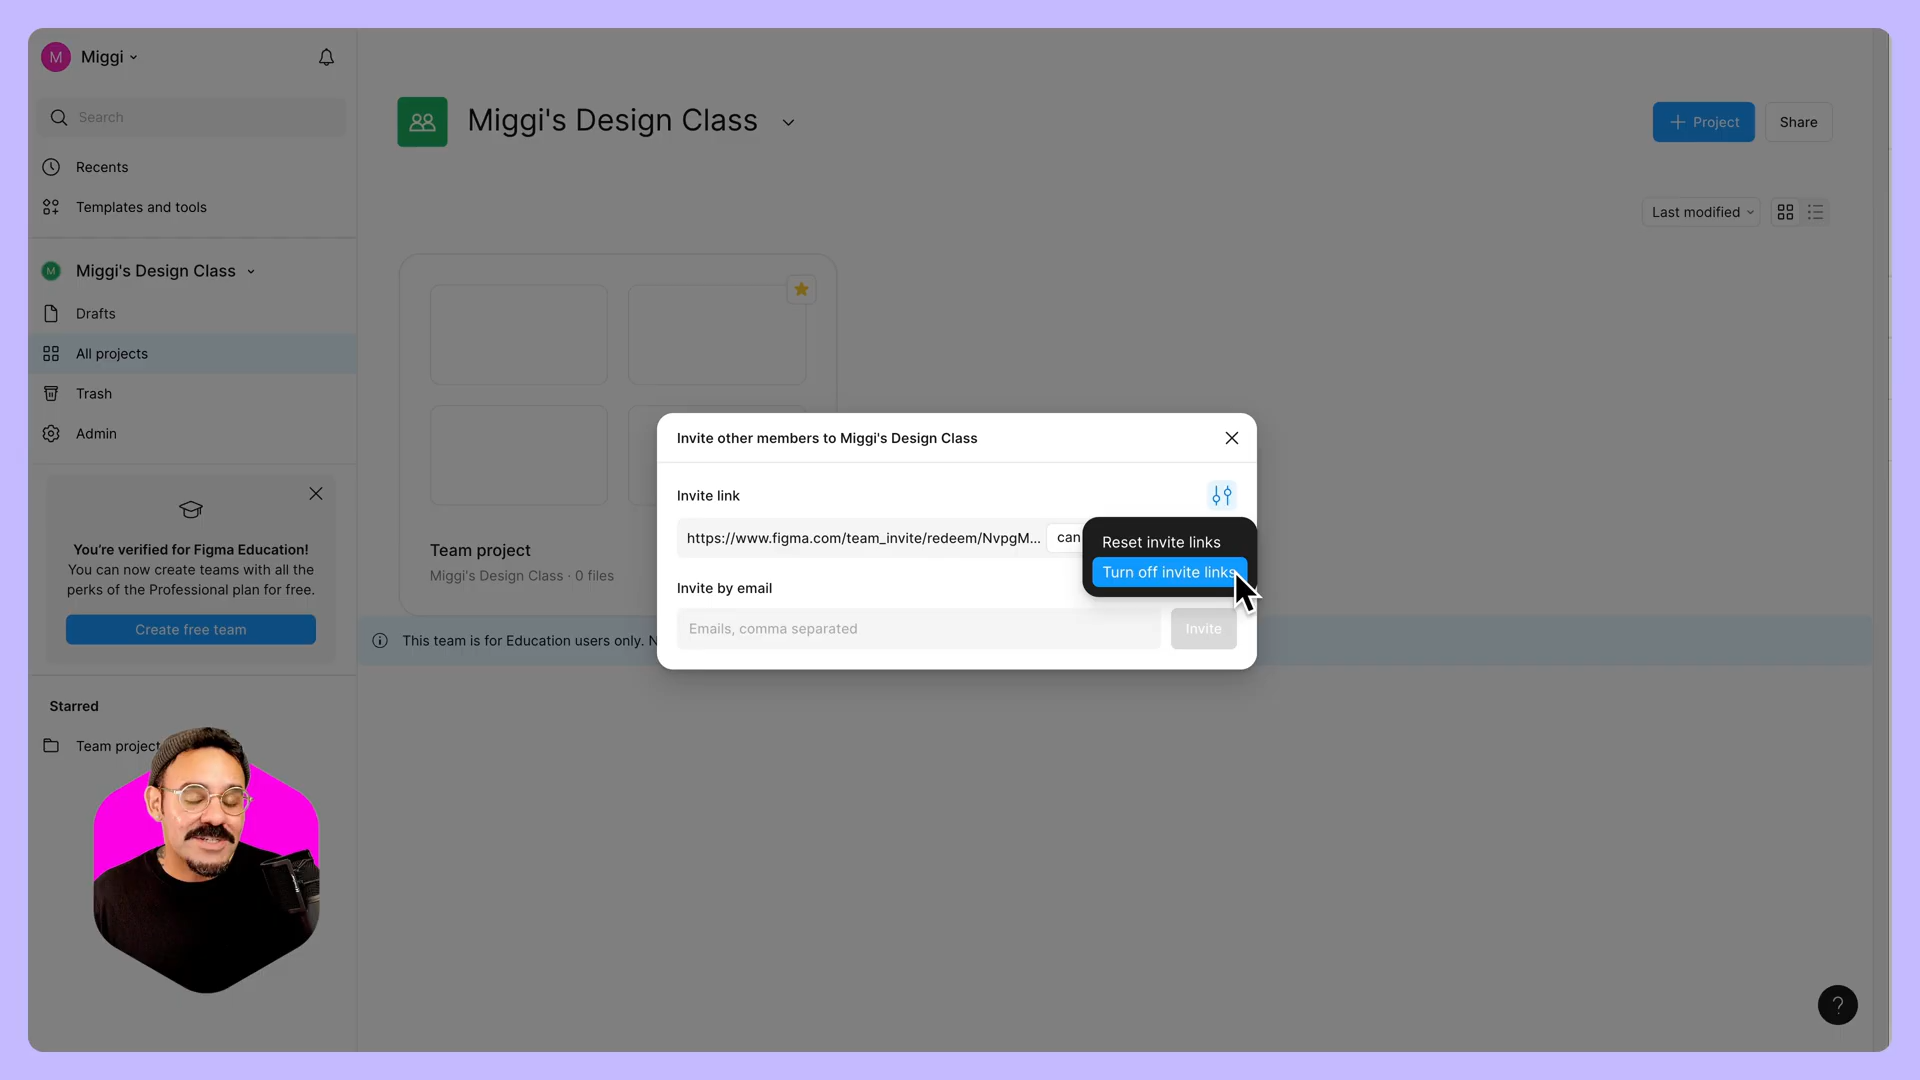 M Miggi
Search
Recents
Templates and tools
M Miggi's Design Class
Drafts
All projects
Trash
Admin
You're verified for Figma Education!
You can now create teams with all the
perks of the Professional plan for free.
Create free team
Starred
Team project
Miggi's Design Class
Project
Share
Last modified
Team project
Miggi's Design Class · 0 files
This team is for Education users only. N
Invite other members to Miggi's Design Class
Invite link
https://www.figma.com/team_invite/redeem/NvpgM... can
Reset invite links
Turn off invite links
Invite by email
Emails, comma separated
Invite
?